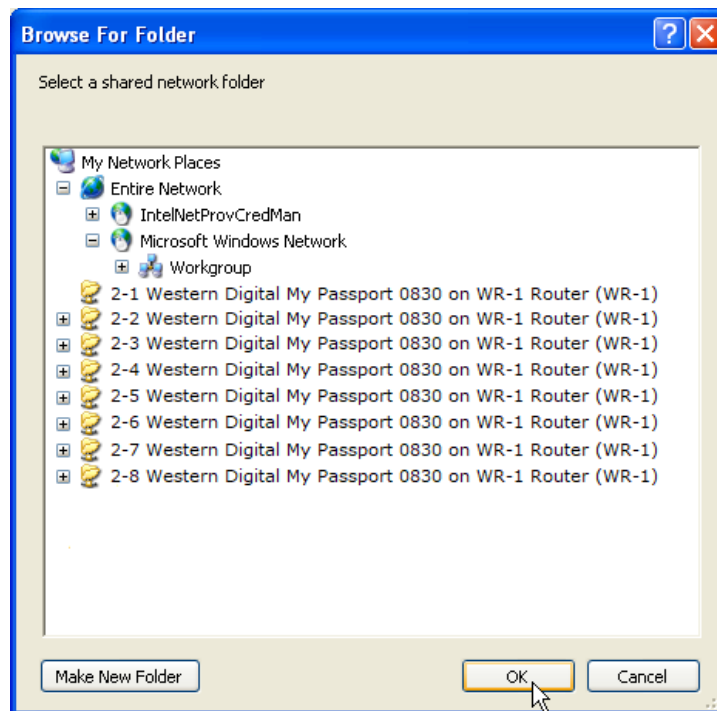 Browse For Folder
Select a shared network folder
My Network Places
Entire Network
IntelNetProvCredMan
Microsoft Windows Network
Workgroup
2-1 Western Digital My Passport 0830 on WR-1 Router (WR-1)
2-2 Western Digital My Passport 0830 on WR-1 Router (WR-1)
2-3 Western Digital My Passport 0830 on WR-1 Router (WR-1)
2-4 Western Digital My Passport 0830 on WR-1 Router (WR-1)
2-5 Western Digital My Passport 0830 on WR-1 Router (WR-1)
2-6 Western Digital My Passport 0830 on WR-1 Router (WR-1)
2-7 Western Digital My Passport 0830 on WR-1 Router (WR-1)
2-8 Western Digital My Passport 0830 on WR-1 Router (WR-1)
Make New Folder OK Cancel